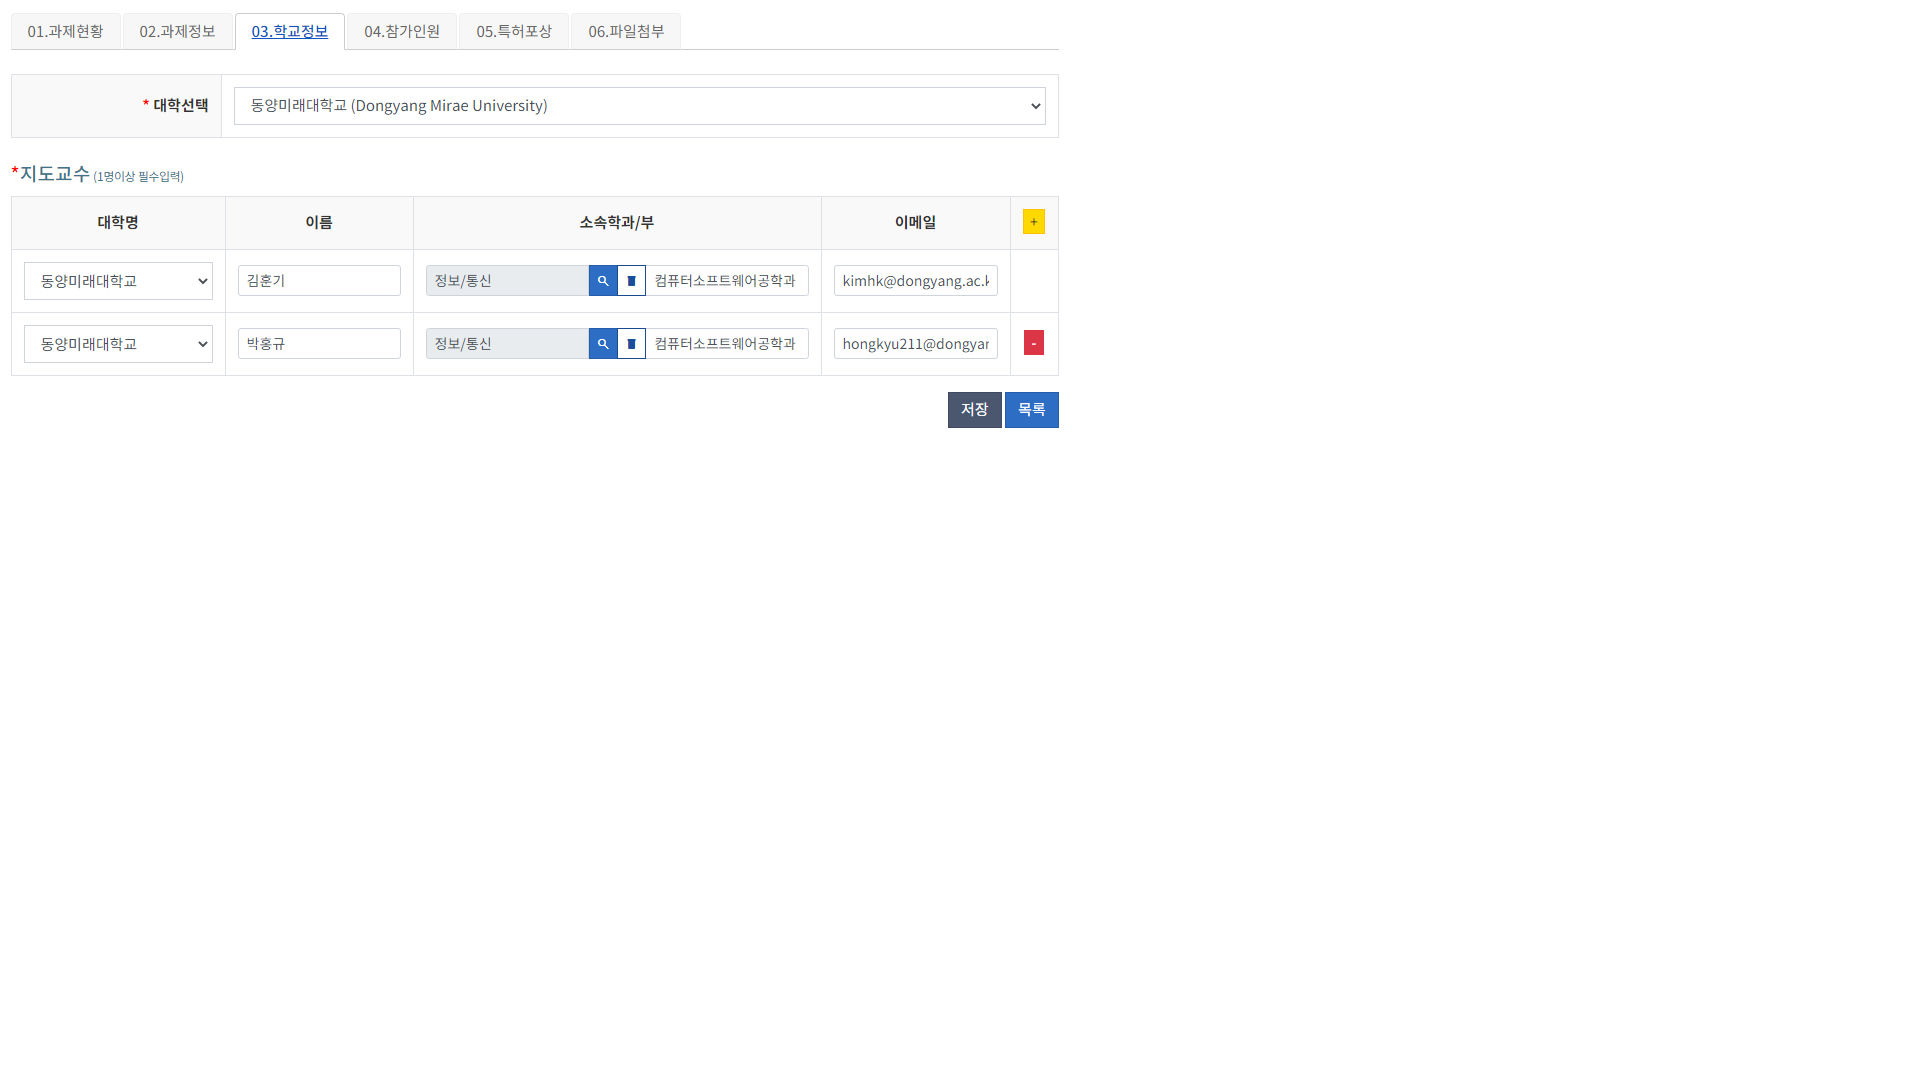 01.과제현황 02.과제정보 03.학교정보 04.참가인원 05.특허포상 06.파일첨부
* 대학선택 동양미래대학교 (Dongyang Mirae University)
*지도교수 (1명이상 필수입력)
대학명 이름 소속학과/부 이메일 +
동양미래대학교 김훈기 정보/통신 컴퓨터소프트웨어공학과 kimhk@dongyang.ac.k
동양미래대학교 박홍규 정보/통신 컴퓨터소프트웨어공학과 hongkyu211@dongyan -
저장 목록